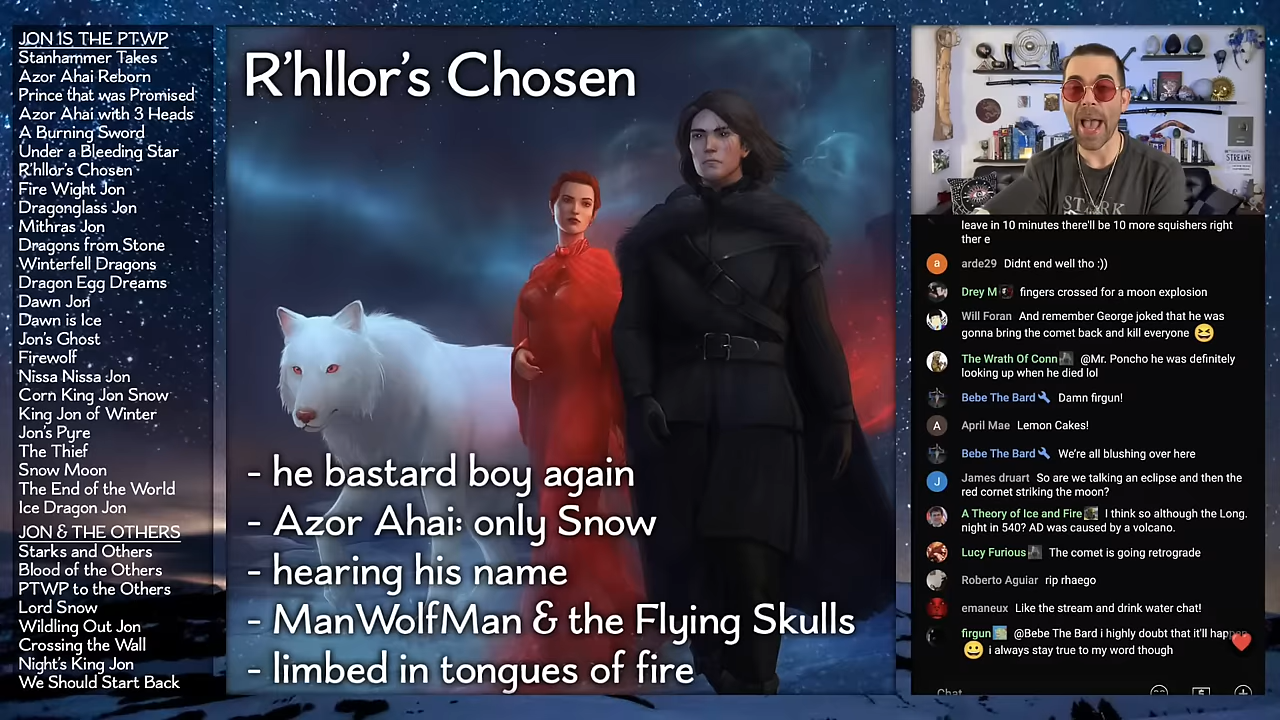 JON IS THE PTWP
Stanhammer Takes
Azor Ahai Reborn
Prince that was Promised
Azor Ahai with 3 Heads
A Burning Sword
Under a Bleeding Star
R'hllor's Chosen
Fire Wight Jon
Dragonglass Jon
Mithras Jon
Dragons from Stone
Winterfell Dragons
Dragon Egg Dreams
Dawn Jon
Dawn is Ice
Jon's Ghost
Firewolf
Nissa Nissa Jon
Corn King Jon Snow
King Jon of Winter
Jon's Pyre
The Thief
Snow Moon
The End of the World
Ice Dragon Jon
JON & THE OTHERS
Starks and Others
Blood of the Others
PTWP to the Others
Lord Snow
Wildling Out Jon
Crossing the Wall
Night's King Jon
We Should Start Back
R'hllor's Chosen
- he bastard boy again
- Azor Ahai: only Snow
- hearing his name
- ManWolfMan & the Flying Skulls
- limbed in tongues of fire
STARK
STREAMR
leave in 10 minutes there'll be 10 more squishers right
ther e
a arde29 Didnt end well tho :))
Drey M fingers crossed for a moon explosion
Will Foran And remember George joked that he was
gonna bring the comet back and kill everyone 😆
The Wrath Of Conn @Mr. Poncho he was definitely
looking up when he died lol
Bebe The Bard Damn firgun!
A April Mae Lemon Cakes!
Bebe The Bard We're all blushing over here
J James druart So are we talking an eclipse and then the
red cornet striking the moon?
A Theory of Ice and Fire I think so although the Long.
night in 540? AD was caused by a volcano.
Lucy Furious The comet is going retrograde
Roberto Aguiar rip rhaego
emaneux Like the stream and drink water chat!
firgun @Bebe The Bard i highly doubt that it'll happen
😀 i always stay true to my word though
Chat